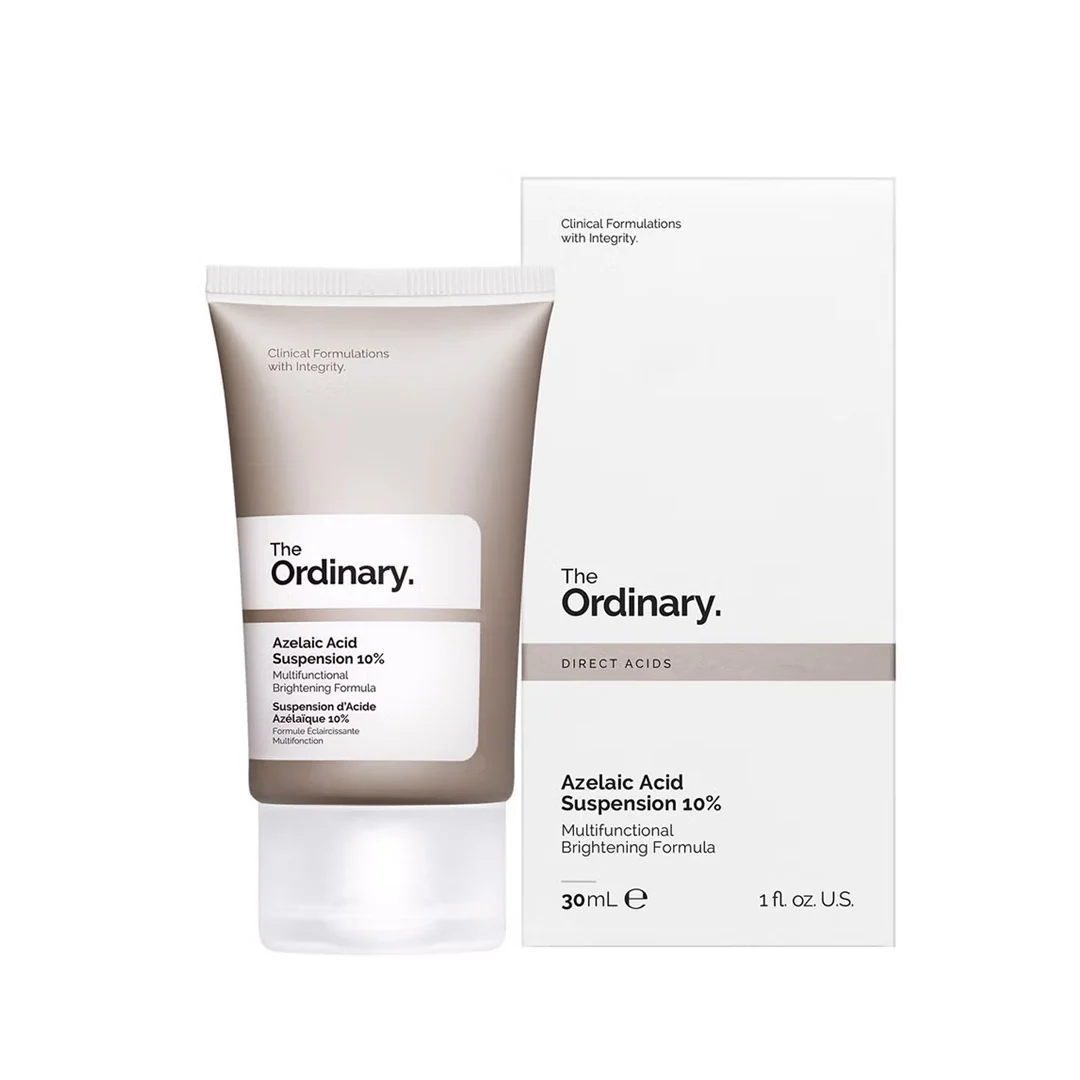 Clinical Formulations
with Integrity.
The
Ordinary.
Azelaic Acid
Suspension 10%
Multifunctional
Brightening Formula
Suspension d'Acide
Azélaïque 10%
Formule Éclaircissante
Multifonction
Clinical Formulations
with Integrity.
The
Ordinary.
DIRECT ACIDS
Azelaic Acid
Suspension 10%
Multifunctional
Brightening Formula
30mL ℮ 1 fl. oz. U.S.